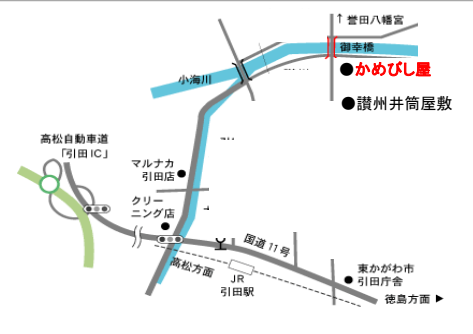 ↑誉田八幡宮
御幸橋
●かめびし屋
小海川
●讃州井筒屋敷
高松自動車道
「引田IC」
マルナカ
引田店
クリー
ニング店
国道11号
高松方面
JR
引田駅
東かがわ市
引田庁舎
徳島方面 ▶